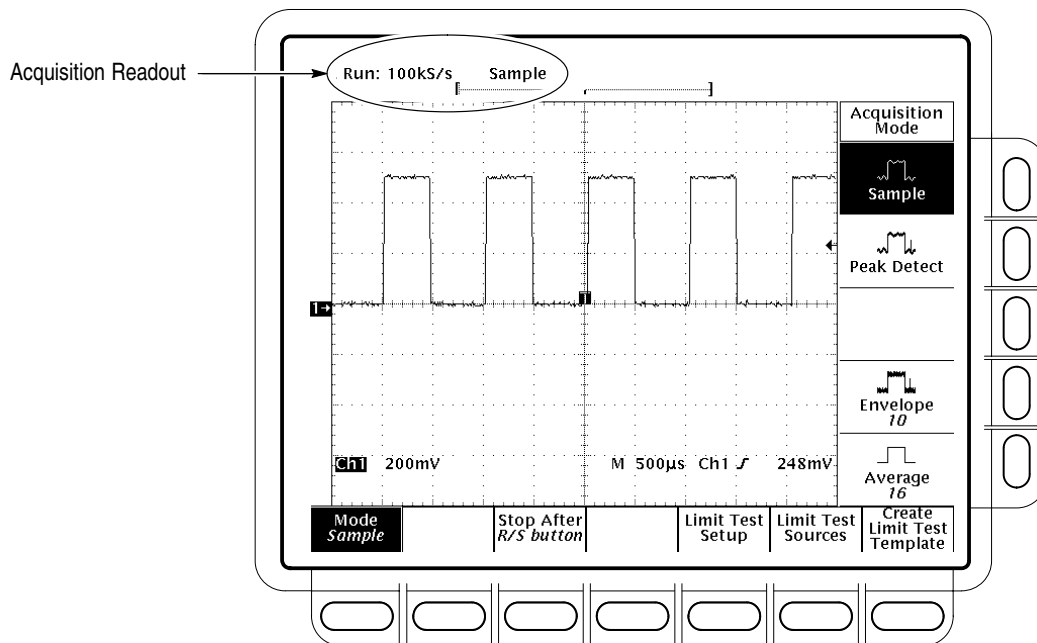 Acquisition Readout
Run: 100kS/s Sample
Acquisition
Mode
Sample
Peak Detect
Envelope
10
Average
16
1
T
Ch1 200mV M 500µs Ch1 248mV
Mode
Sample
Stop After
R/S button
Limit Test
Setup
Limit Test
Sources
Create
Limit Test
Template